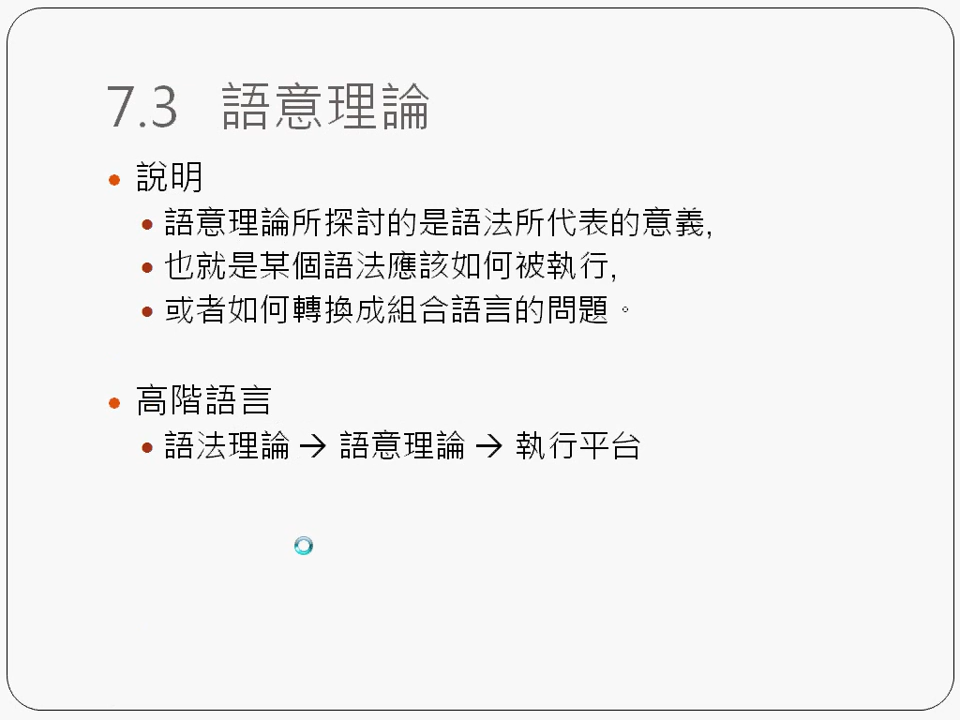 7.3 語意理論
說明
語意理論所探討的是語法所代表的意義,
也就是某個語法應該如何被執行,
或者如何轉換成組合語言的問題。
高階語言
語法理論 → 語意理論 → 執行平台